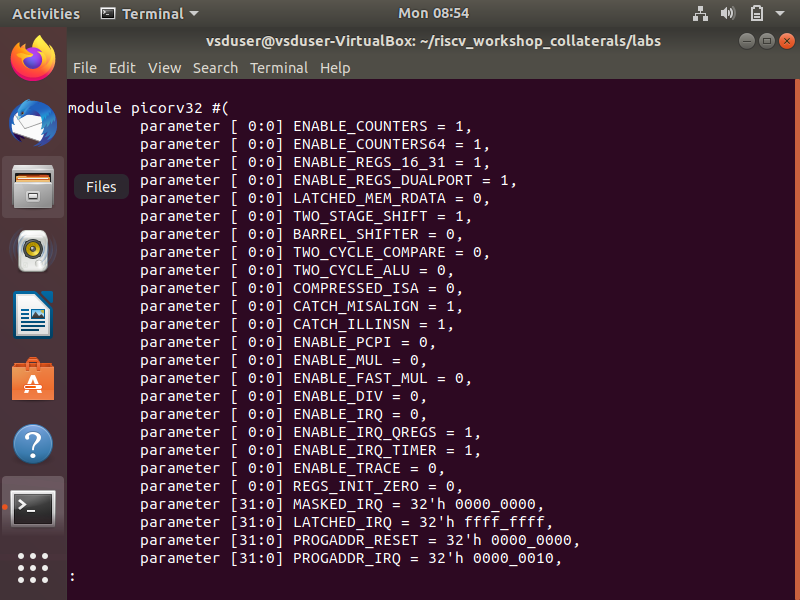 Activities Terminal Mon 08:54
vsduser@vsduser-VirtualBox: ~/riscv_workshop_collaterals/labs
File Edit View Search Terminal Help
module picorv32 #(
parameter [ 0:0] ENABLE_COUNTERS = 1,
parameter [ 0:0] ENABLE_COUNTERS64 = 1,
parameter [ 0:0] ENABLE_REGS_16_31 = 1,
parameter [ 0:0] ENABLE_REGS_DUALPORT = 1,
Files
parameter [ 0:0] LATCHED_MEM_RDATA = 0,
parameter [ 0:0] TWO_STAGE_SHIFT = 1,
parameter [ 0:0] BARREL_SHIFTER = 0,
parameter [ 0:0] TWO_CYCLE_COMPARE = 0,
parameter [ 0:0] TWO_CYCLE_ALU = 0,
parameter [ 0:0] COMPRESSED_ISA = 0,
parameter [ 0:0] CATCH_MISALIGN = 1,
parameter [ 0:0] CATCH_ILLINSN = 1,
parameter [ 0:0] ENABLE_PCPI = 0,
parameter [ 0:0] ENABLE_MUL = 0,
parameter [ 0:0] ENABLE_FAST_MUL = 0,
parameter [ 0:0] ENABLE_DIV = 0,
parameter [ 0:0] ENABLE_IRQ = 0,
parameter [ 0:0] ENABLE_IRQ_QREGS = 1,
parameter [ 0:0] ENABLE_IRQ_TIMER = 1,
parameter [ 0:0] ENABLE_TRACE = 0,
parameter [ 0:0] REGS_INIT_ZERO = 0,
parameter [31:0] MASKED_IRQ = 32'h 0000_0000,
parameter [31:0] LATCHED_IRQ = 32'h ffff_ffff,
parameter [31:0] PROGADDR_RESET = 32'h 0000_0000,
parameter [31:0] PROGADDR_IRQ = 32'h 0000_0010,
: